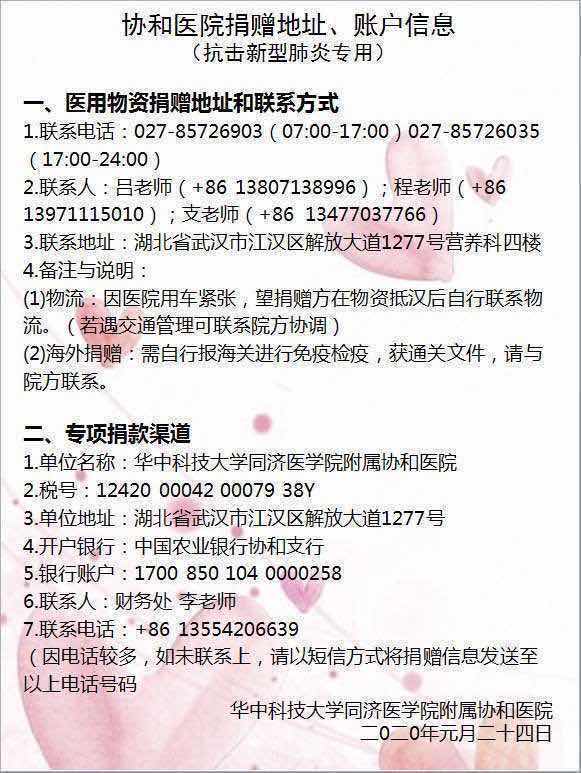 协和医院捐赠地址、账户信息
（抗击新型肺炎专用）
一、医用物资捐赠地址和联系方式
1.联系电话：027-85726903（07:00-17:00）027-85726035
（17:00-24:00）
2.联系人：吕老师（+86 13807138996）；程老师（+86
13971115010）；支老师（+86 13477037766）
3.联系地址：湖北省武汉市江汉区解放大道1277号营养科四楼
4.备注与说明：
(1)物流：因医院用车紧张，望捐赠方在物资抵汉后自行联系物
流。（若遇交通管理可联系院方协调）
(2)海外捐赠：需自行报海关进行免疫检疫，获通关文件，请与
院方联系。
二、专项捐款渠道
1.单位名称：华中科技大学同济医学院附属协和医院
2.税号：12420 00042 00079 38Y
3.单位地址：湖北省武汉市江汉区解放大道1277号
4.开户银行：中国农业银行协和支行
5.银行账户：1700 850 104 0000258
6.联系人：财务处 李老师
7.联系电话：+86 13554206639
（因电话较多，如未联系上，请以短信方式将捐赠信息发送至
以上电话号码
华中科技大学同济医学院附属协和医院
二〇二〇年元月二十四日